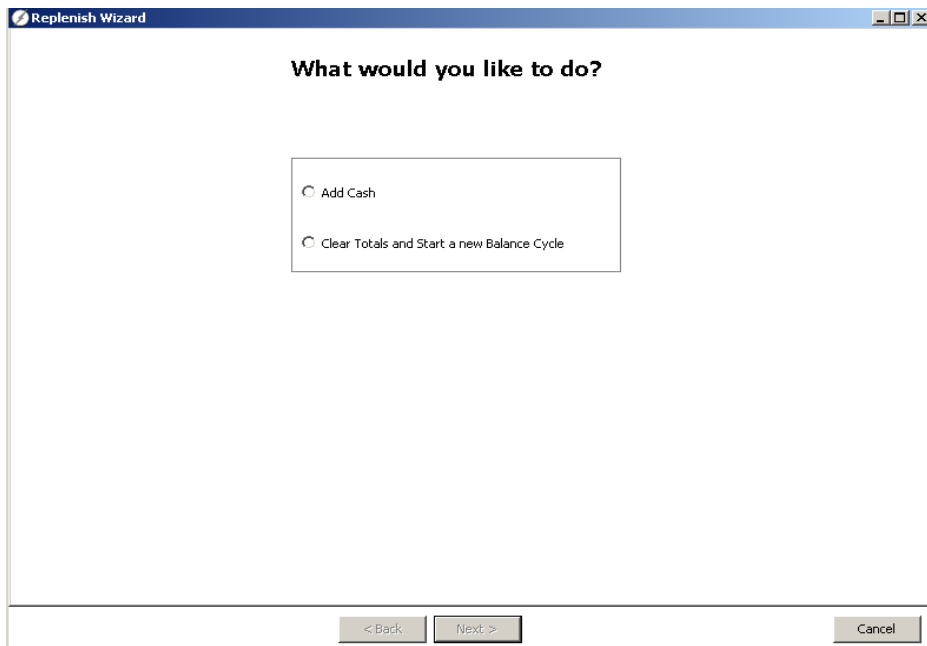 Replenish Wizard
What would you like to do?
Add Cash
Clear Totals and Start a new Balance Cycle
< Back Next > Cancel